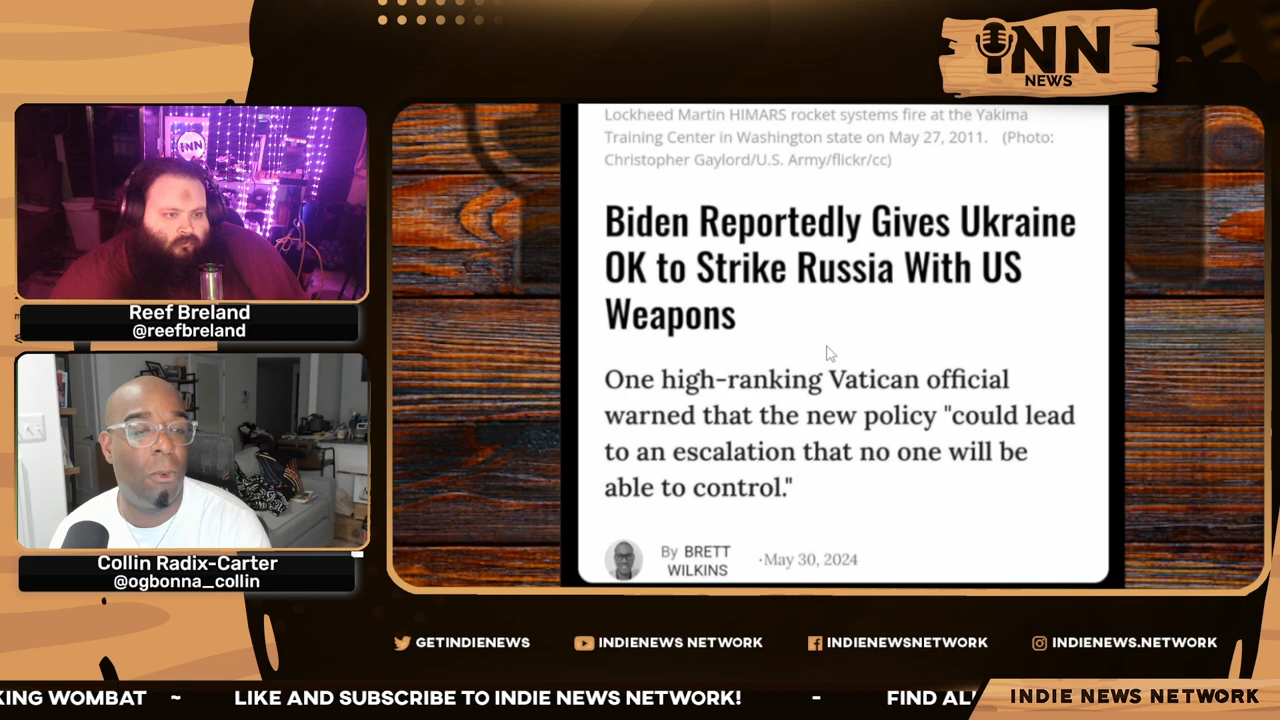 INN
NEWS
INN
Reef Breland
@reefbreland
Collin Radix-Carter
@ogbonna_collin
Lockheed Martin HIMARS rocket systems fire at the Yakima
Training Center in Washington state on May 27, 2011. (Photo:
Christopher Gaylord/U.S. Army/flickr/cc)
Biden Reportedly Gives Ukraine
OK to Strike Russia With US
Weapons
One high-ranking Vatican official
warned that the new policy "could lead
to an escalation that no one will be
able to control."
By BRETT
WILKINS
·May 30, 2024
GETINDIENEWS
INDIENEWS NETWORK
INDIENEWSNETWORK
INDIENEWS.NETWORK
KING WOMBAT ~ LIKE AND SUBSCRIBE TO INDIE NEWS NETWORK! - FIND AL
INDIE NEWS NETWORK